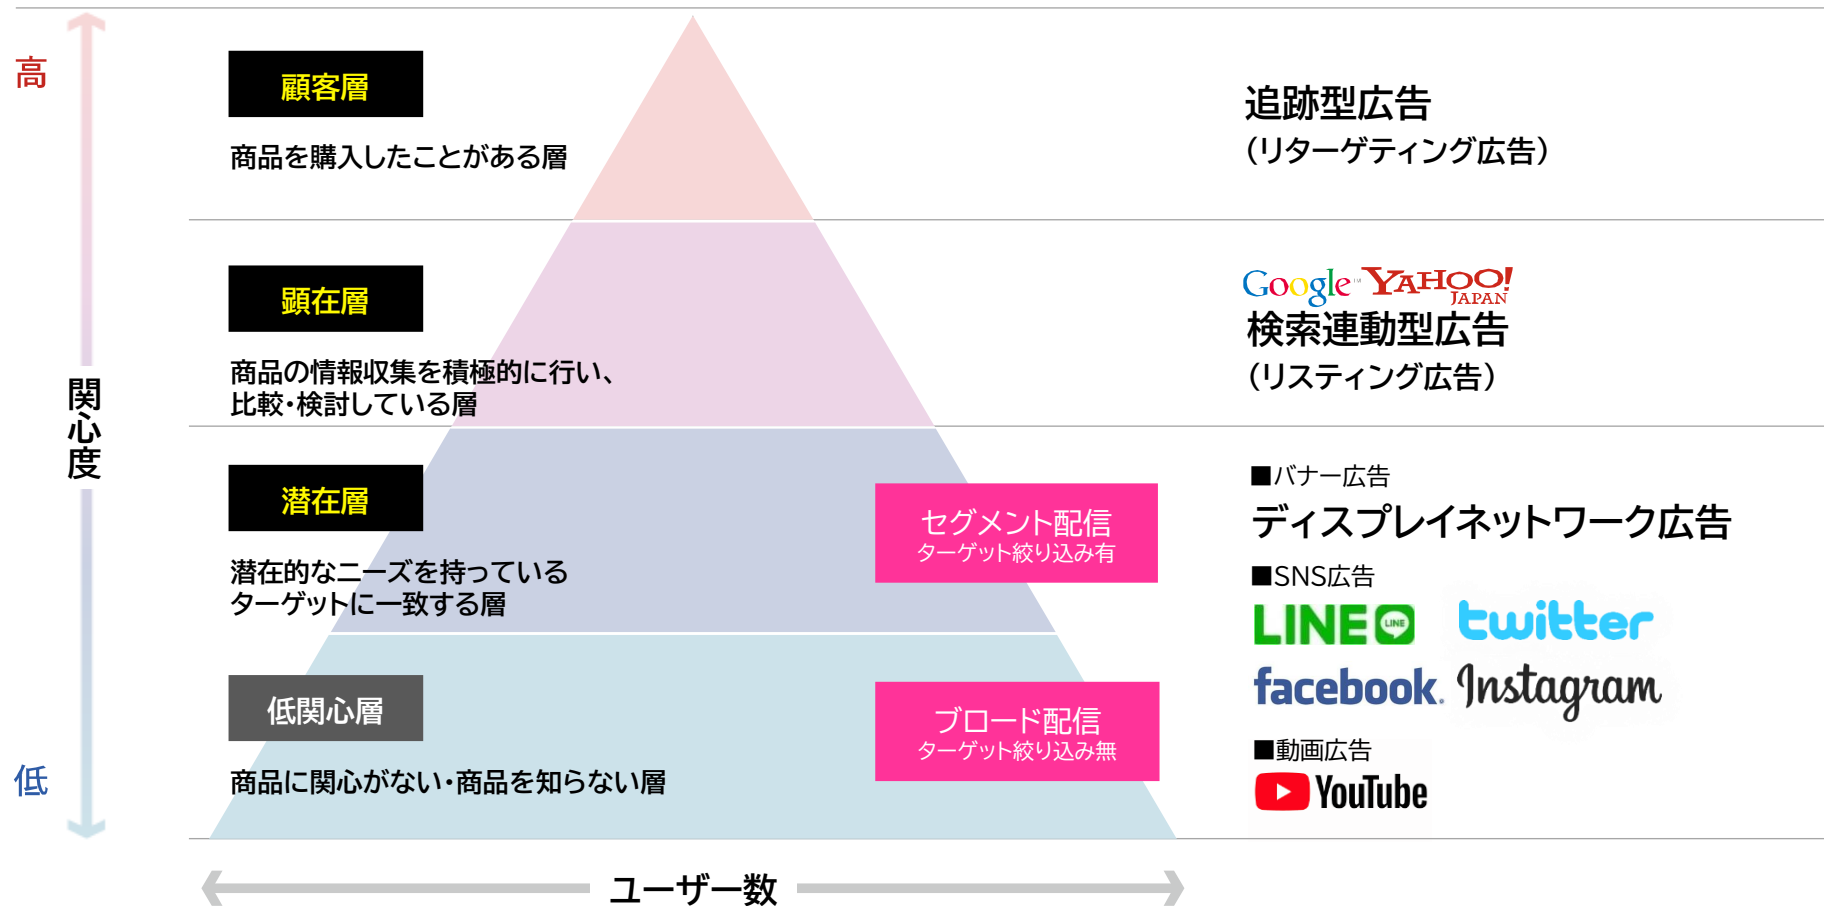 高
関心度
低
顧客層
商品を購入したことがある層
追跡型広告
（リターゲティング広告）
顕在層
商品の情報収集を積極的に行い、
比較・検討している層
Google™ YAHOO!
JAPAN
検索連動型広告
（リスティング広告）
潜在層
潜在的なニーズを持っている
ターゲットに一致する層
セグメント配信
ターゲット絞り込み有
低関心層
商品に関心がない・商品を知らない層
ブロード配信
ターゲット絞り込み無
■バナー広告
ディスプレイネットワーク広告
■SNS広告
LINE LINE twitter
facebook. Instagram
■動画広告
YouTube
ユーザー数